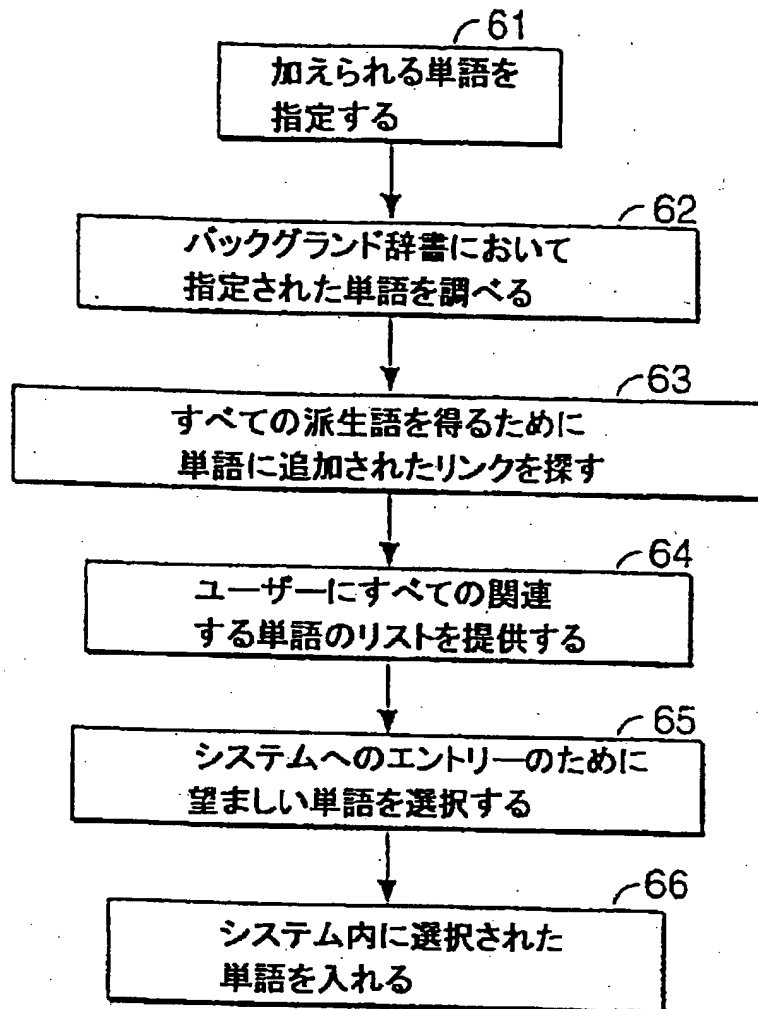 61
加えられる単語を
指定する
62
バックグランド辞書において
指定された単語を調べる
63
すべての派生語を得るために
単語に追加されたリンクを探す
64
ユーザーにすべての関連
する単語のリストを提供する
65
システムへのエントリーのために
望ましい単語を選択する
66
システム内に選択された
単語を入れる